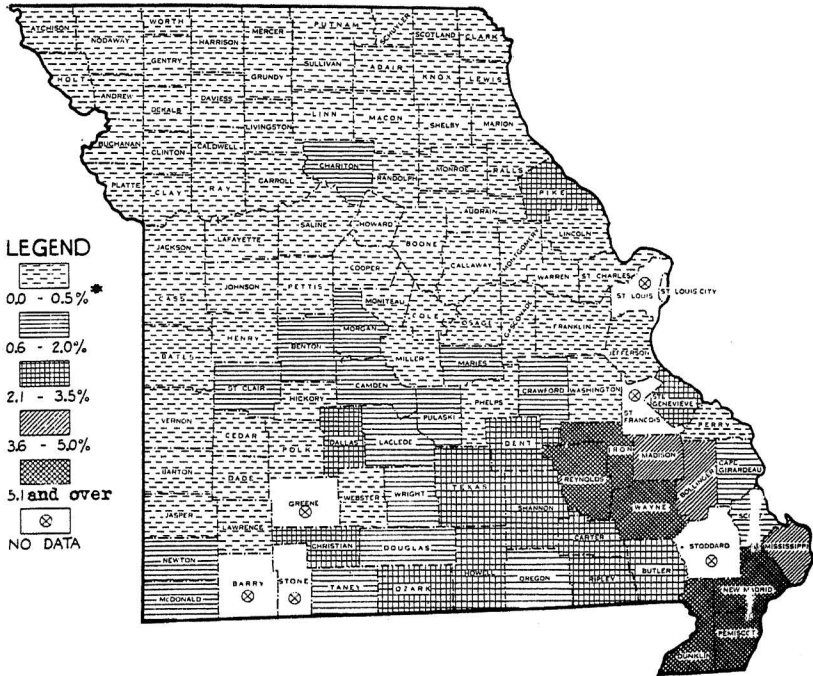 WORTH
ATCHISON
NODAWAY
HARRISON
MERCER
PUTNAM
SCHUYLER
SCOTLAND
CLARK
GENTRY
SULLIVAN
ADAIR
HOLT
GRUNDY
KNOX
LEWIS
ANDREW
DEKALB
DAVIESS
LIVINGSTON
LINN
MACON
SHELBY
MARION
BUCHANAN
CLINTON
CALDWELL
CHARITON
MONROE
RALLS
PLATTE
CLAY
RAY
CARROLL
RANDOLPH
PIKE
AUDRAIN
SALINE
HOWARD
LINCOLN
JACKSON
LAFAYETTE
BOONE
MONTGOMERY
COOPER
CALLAWAY
WARREN
ST CHARLES
JOHNSON
PETTIS
ST LOUIS
ST LOUIS CITY
CASS
MONITEAU
COLE
OSAGE
GASCONADE
FRANKLIN
HENRY
MORGAN
BATES
BENTON
MILLER
JEFFERSON
MARIES
ST CLAIR
CAMDEN
CRAWFORD
WASHINGTON
HICKORY
PHELPS
STE
GENEVIEVE
PULASKI
ST
FRANCOIS
PERRY
VERNON
CEDAR
POLK
DALLAS
LACLEDE
DENT
IRON
MADISON
BARTON
CAPE
GIRARDEAU
DADE
REYNOLDS
BOLLINGER
GREENE
WEBSTER
WRIGHT
TEXAS
SHANNON
WAYNE
JASPER
LAWRENCE
SC
CHRISTIAN
DOUGLAS
CARTER
STODDARD
MISSISSIPPI
NEWTON
HOWELL
BUTLER
BARRY
STONE
TANEY
OZARK
OREGON
RIPLEY
MCDONALD
NEW MADRID
PEMISCOT
DUNKLIN
LEGEND
0.0 - 0.5% *
0.6 - 2.0%
2.1 - 3.5%
3.6 - 5.0%
5.1 and over
NO DATA